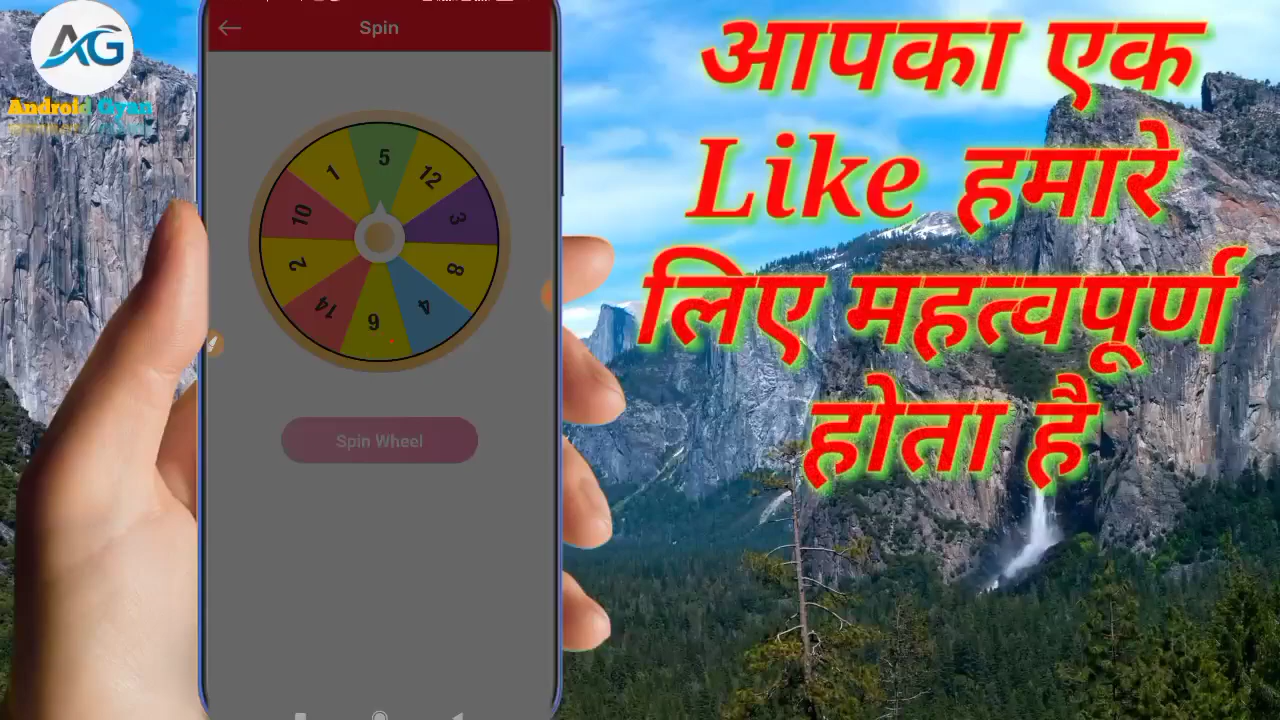 AG
Android Gyan
Spin
5
12
3
8
4
6
14
2
10
1
Spin Wheel
आपका एक
Like हमारे
लिए महत्वपूर्ण
होता है